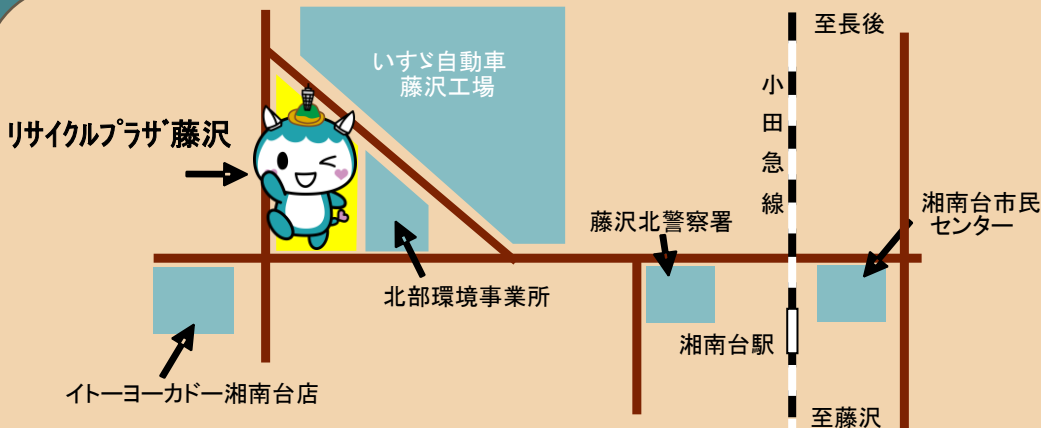 いすゞ自動車
藤沢工場
リサイクルプラザ藤沢
至長後
小田急線
湘南台市民
センター
藤沢北警察署
北部環境事業所
湘南台駅
イトーヨーカドー湘南台店
至藤沢